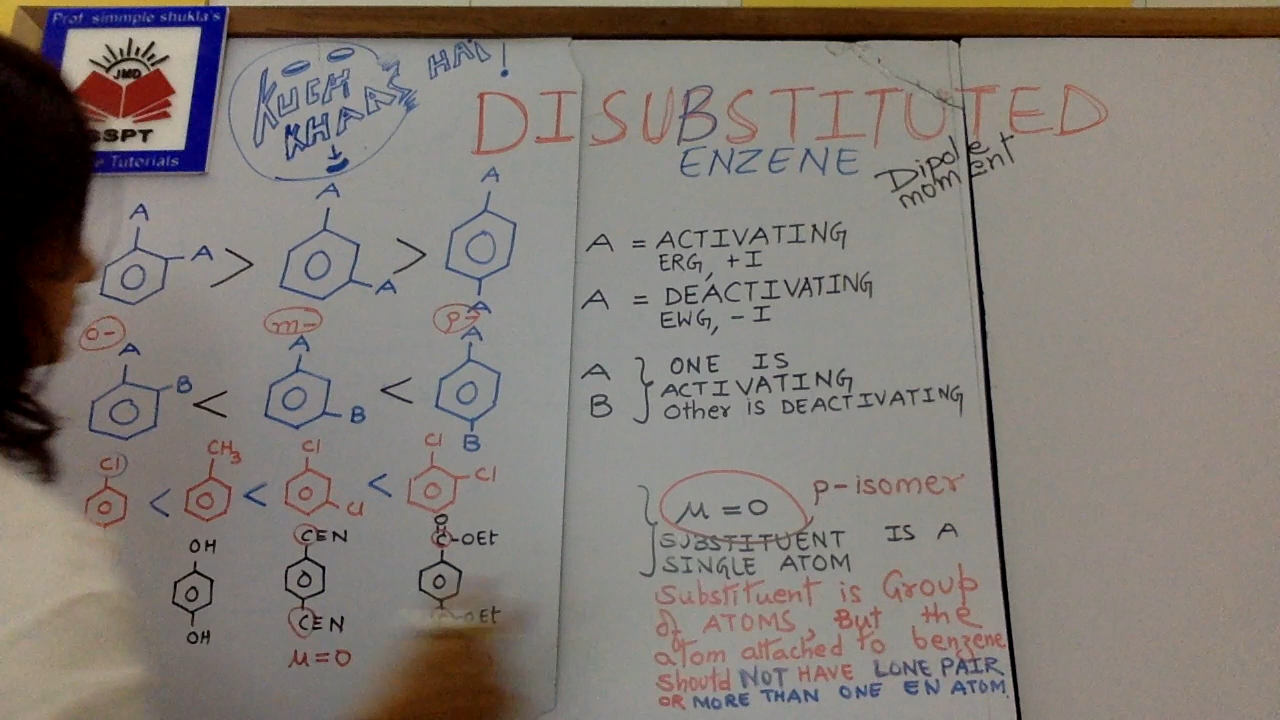 Prof. simmple shukla's
JMD
SSPT
Tutorials
KUCH
KHAAS HAI!
DISUBSTITUTED
BENZENE
Dipole
moment
A A A
A A A
o- m- p-
> >
A = ACTIVATING
ERG, +I
A = DEACTIVATING
EWG, -I
A A A
B B B
< <
A } ONE IS
ACTIVATING
B } Other is DEACTIVATING
Cl CH3 Cl Cl
Cl Cl
< < <
μ = 0 p-isomer
SUBSTITUENT IS A
SINGLE ATOM
OH C≡N O
C-OEt
OH C≡N C-OEt
μ=0
Substituent is Group
of ATOMS, But the
atom attached to benzene
should NOT HAVE LONE PAIR
OR MORE THAN ONE EN ATOM